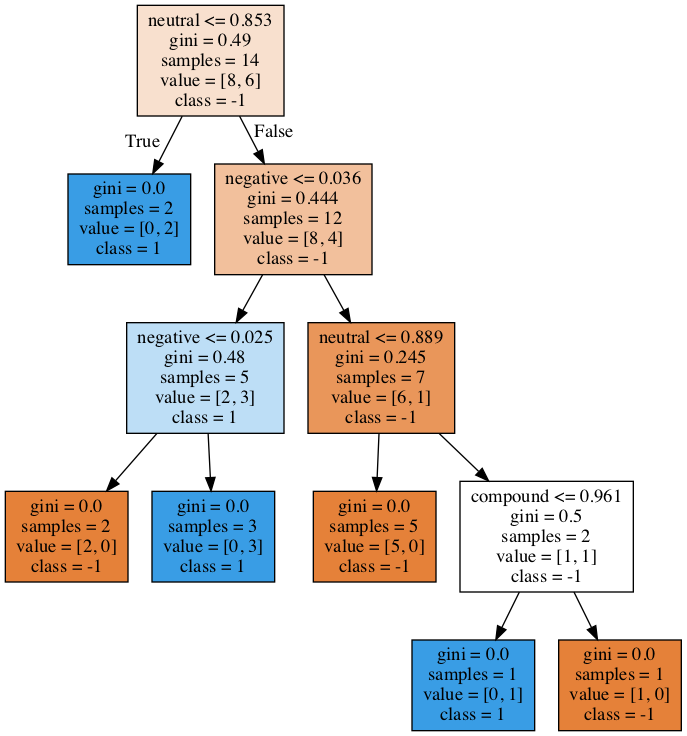 neutral <= 0.853
gini = 0.49
samples = 14
value = [8, 6]
class = -1
True
False
gini = 0.0
samples = 2
value = [0, 2]
class = 1
negative <= 0.036
gini = 0.444
samples = 12
value = [8, 4]
class = -1
negative <= 0.025
gini = 0.48
samples = 5
value = [2, 3]
class = 1
neutral <= 0.889
gini = 0.245
samples = 7
value = [6, 1]
class = -1
gini = 0.0
samples = 2
value = [2, 0]
class = -1
gini = 0.0
samples = 3
value = [0, 3]
class = 1
gini = 0.0
samples = 5
value = [5, 0]
class = -1
compound <= 0.961
gini = 0.5
samples = 2
value = [1, 1]
class = -1
gini = 0.0
samples = 1
value = [0, 1]
class = 1
gini = 0.0
samples = 1
value = [1, 0]
class = -1